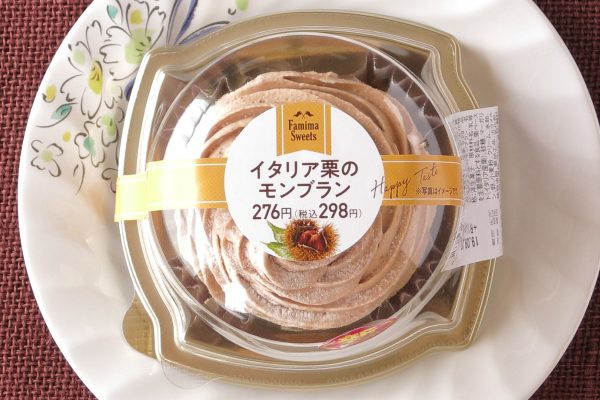 Famima
Sweets
イタリア栗の
モンブラン
276円(税込298円)
Happy Taste
※写真はイメージです。